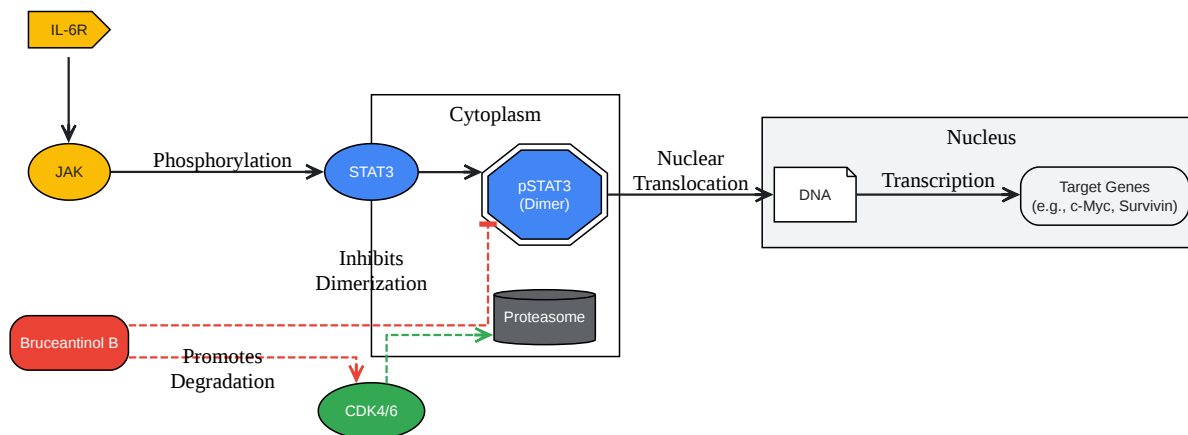 IL-6R
Cytoplasm
Nucleus
JAK
Phosphorylation
STAT3
pSTAT3
(Dimer)
Nuclear
Translocation
DNA
Transcription
Target Genes
(e.g., c-Myc, Survivin)
Inhibits
Dimerization
Proteasome
Bruceantinol B
Promotes
Degradation
CDK4/6